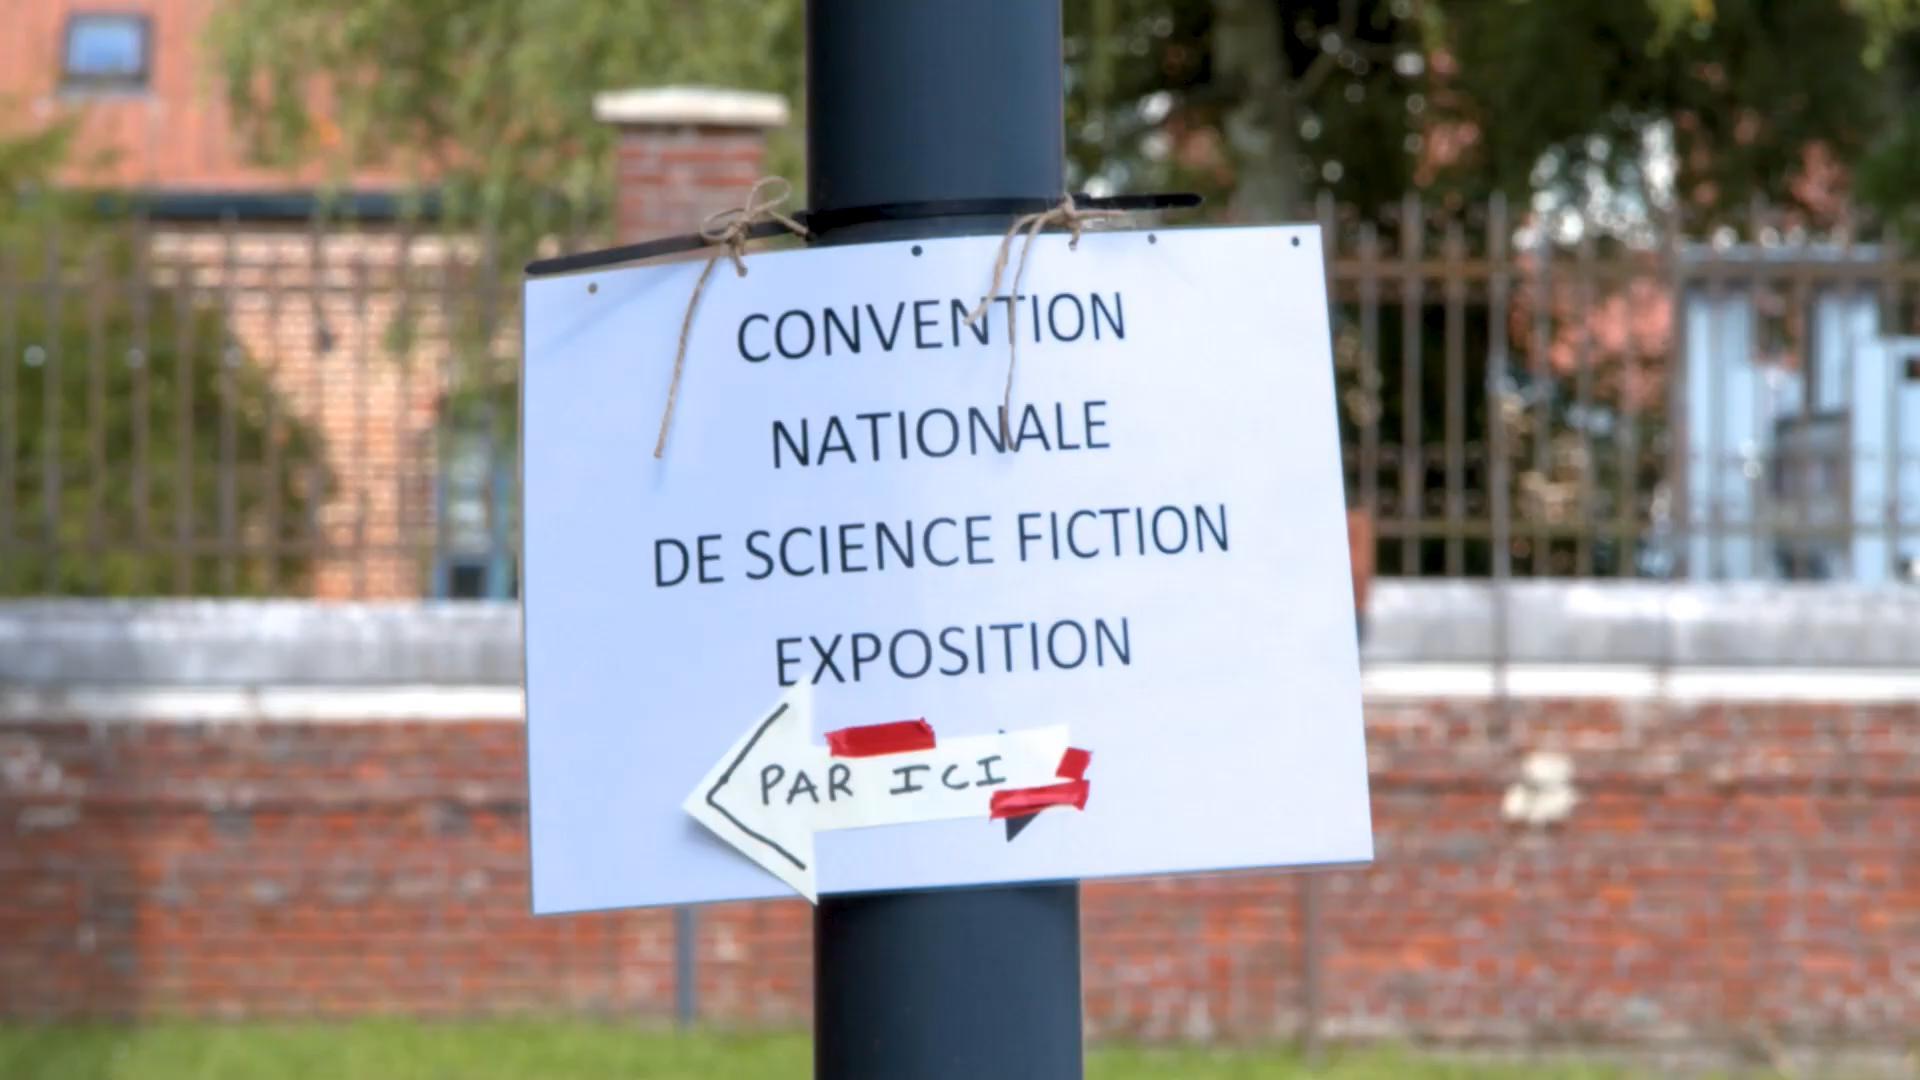 CONVENTION
NATIONALE
DE SCIENCE FICTION
EXPOSITION
PAR ICI